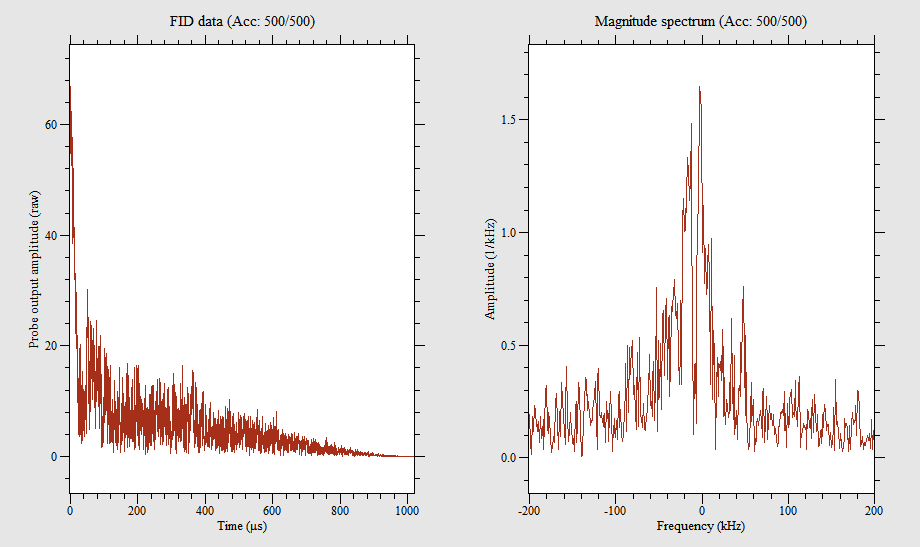 FID data (Acc: 500/500)
Probe output amplitude (raw)
60
40
20
0
0 200 400 600 800 1000
Time (µs)
Magnitude spectrum (Acc: 500/500)
Amplitude (1/kHz)
1.5
1.0
0.5
0.0
-200 -100 0 100 200
Frequency (kHz)